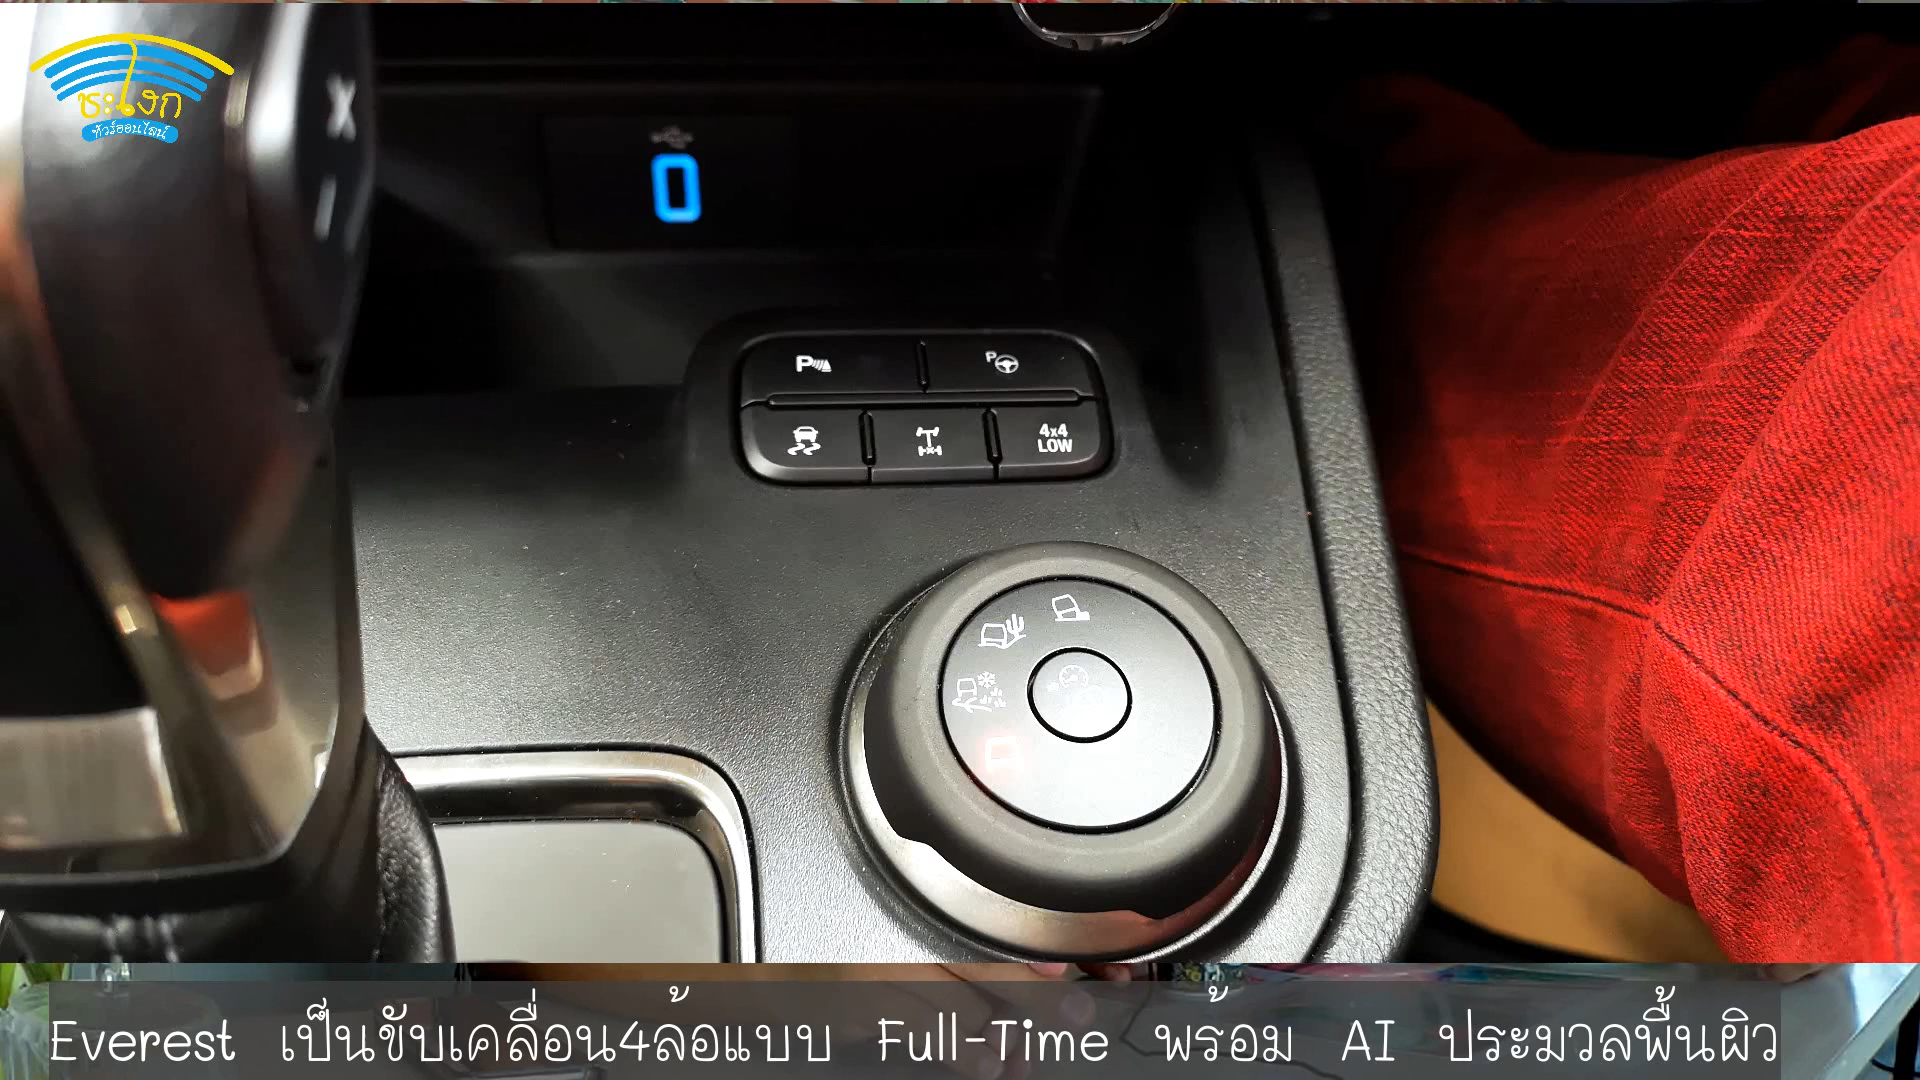 ชะเงก
ทัวร์ออนไลน์
P
P
4x4
LOW
Everest เป็นขับเคลื่อน4ล้อแบบ Full-Time พร้อม AI ประมวลพื้นผิว